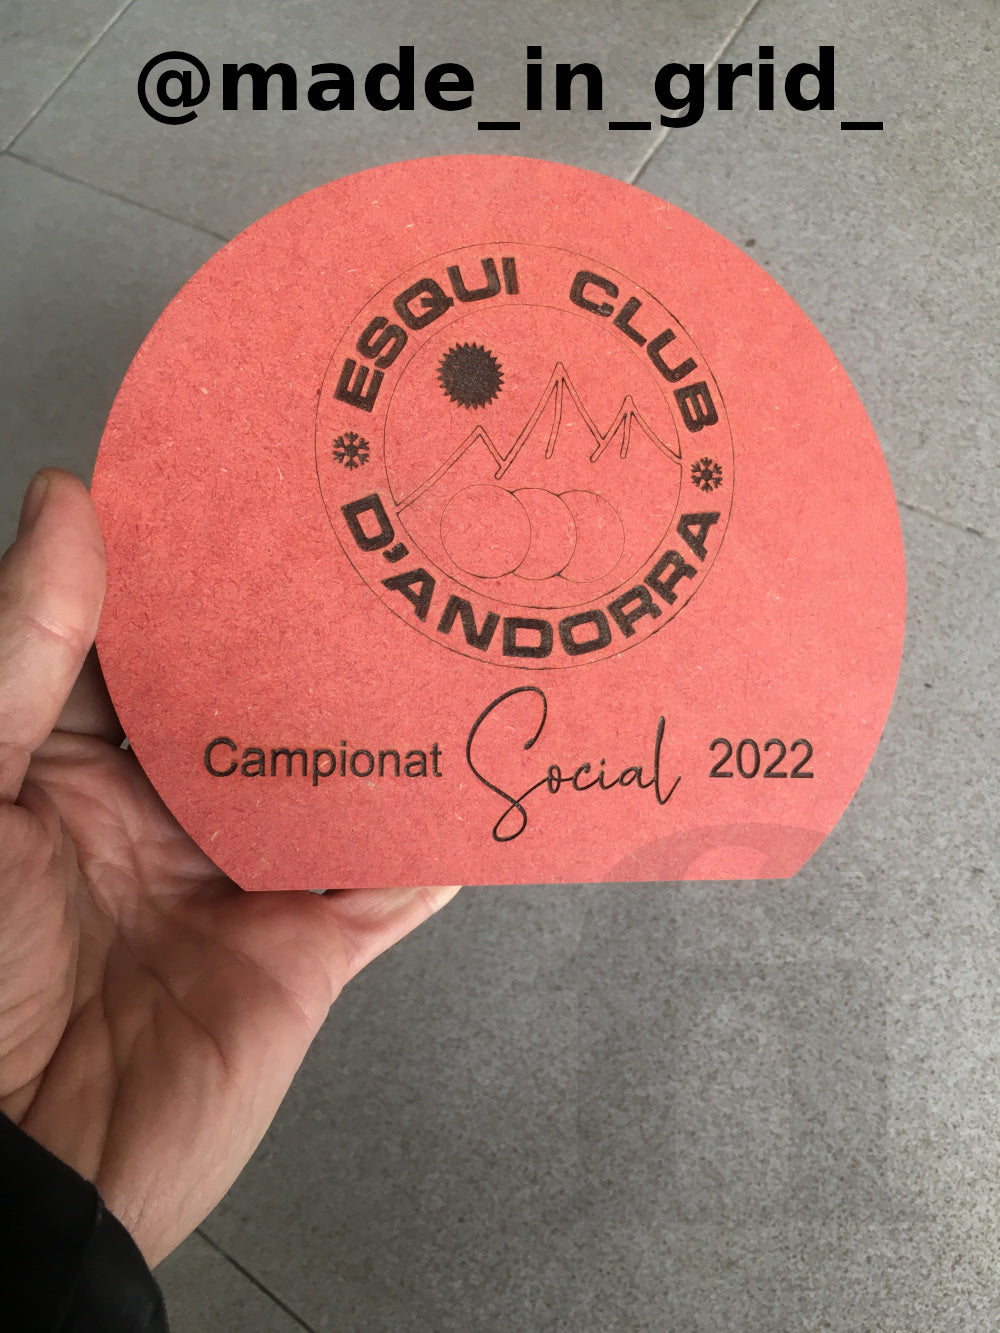 @made_in_grid_
ESQUI CLUB
D'ANDORRA
Campionat Social 2022